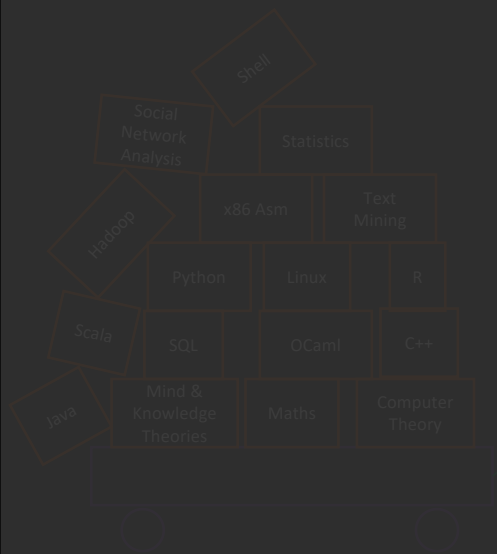 Shell
Social
Network
Analysis
Statistics
x86 Asm
Text
Mining
Hadoop
Python
Linux
R
Scala
SQL
OCaml
C++
Java
Mind &
Knowledge
Theories
Maths
Computer
Theory